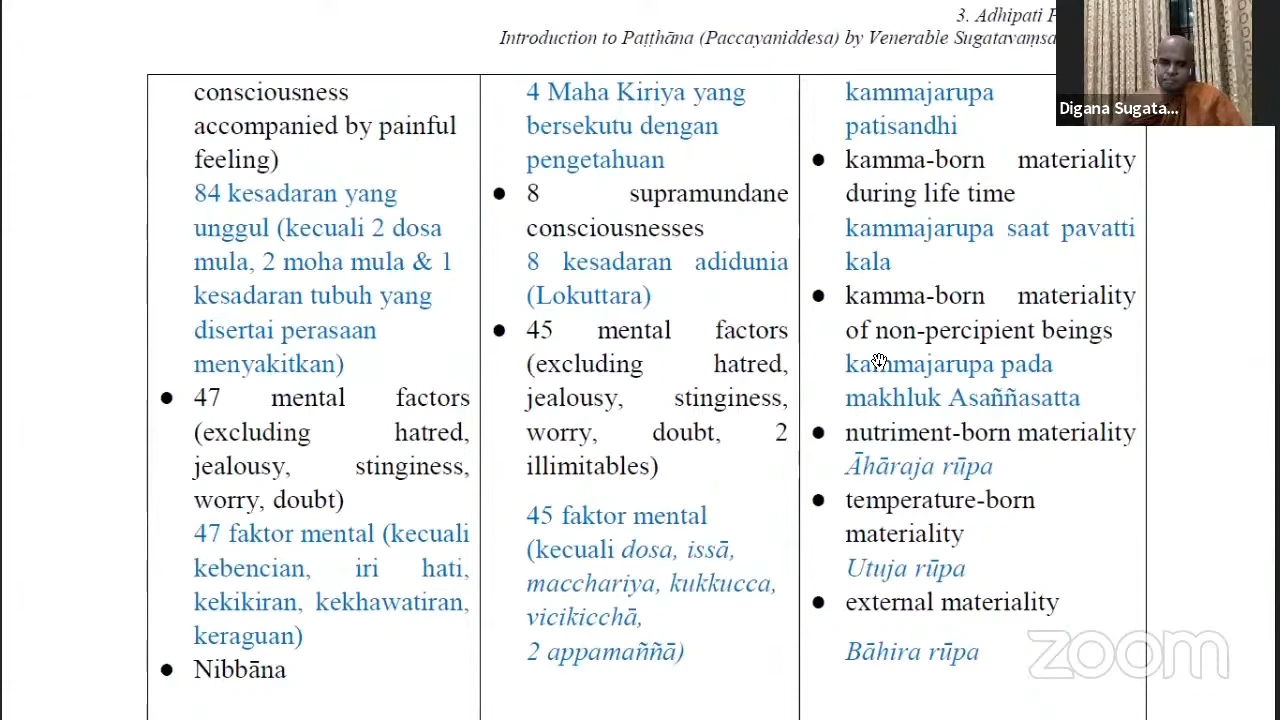 3. Adhipati P
Introduction to Paṭṭhāna (Paccayaniddesa) by Venerable Sugatavaṃsa
Digana Sugata...
consciousness
accompanied by painful
feeling)
84 kesadaran yang
unggul (kecuali 2 dosa
mula, 2 moha mula & 1
kesadaran tubuh yang
disertai perasaan
menyakitkan)
● 47 mental factors
(excluding hatred,
jealousy, stinginess,
worry, doubt)
47 faktor mental (kecuali
kebencian, iri hati,
kekikiran, kekhawatiran,
keraguan)
● Nibbāna
4 Maha Kiriya yang
bersekutu dengan
pengetahuan
● 8 supramundane
consciousnesses
8 kesadaran adidunia
(Lokuttara)
● 45 mental factors
(excluding hatred,
jealousy, stinginess,
worry, doubt, 2
illimitables)
45 faktor mental
(kecuali dosa, issā,
macchariya, kukkucca,
vicikicchā,
2 appamaññā)
kammajarupa
patisandhi
● kamma-born materiality
during life time
kammajarupa saat pavatti
kala
● kamma-born materiality
of non-percipient beings
kammajarupa pada
makhluk Asaññasatta
● nutriment-born materiality
Āhāraja rūpa
● temperature-born
materiality
Utuja rūpa
● external materiality
Bāhira rūpa
zoom